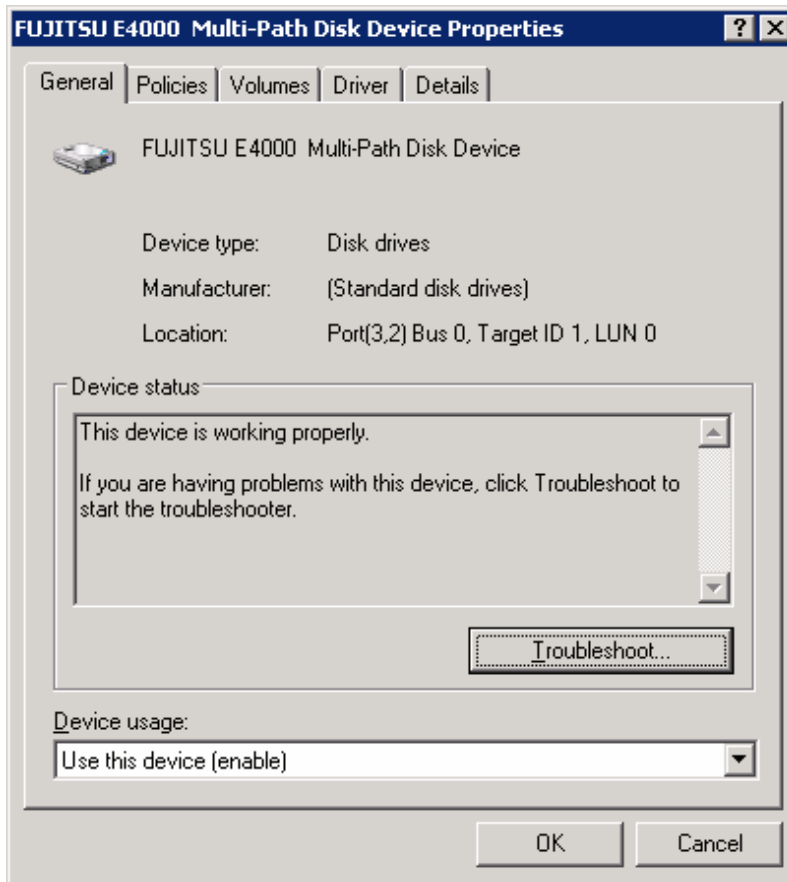 FUJITSU E4000  Multi-Path Disk Device Properties
General
Policies
Volumes
Driver
Details
FUJITSU E4000  Multi-Path Disk Device
Device type: Disk drives
Manufacturer: (Standard disk drives)
Location: Port(3,2) Bus 0, Target ID 1, LUN 0
Device status
This device is working properly.
If you are having problems with this device, click Troubleshoot to
start the troubleshooter.
Troubleshoot...
Device usage:
Use this device (enable)
OK
Cancel